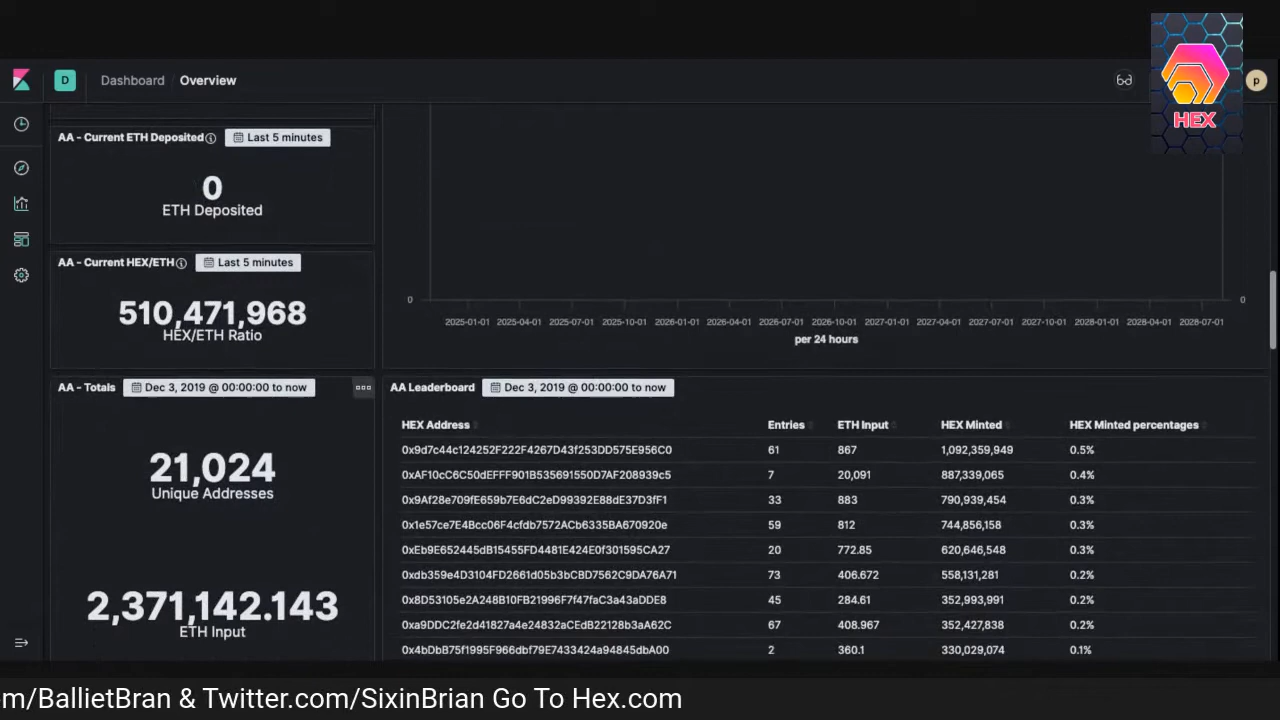 HEX
D Dashboard / Overview p
AA - Current ETH Deposited Last 5 minutes
0
ETH Deposited
AA - Current HEX/ETH Last 5 minutes
510,471,968
HEX/ETH Ratio
0 0
2025-01-01 2025-04-01 2025-07-01 2025-10-01 2026-01-01 2026-04-01 2026-07-01 2026-10-01 2027-01-01 2027-04-01 2027-07-01 2027-10-01 2028-01-01 2028-04-01 2028-07-01
per 24 hours
AA - Totals Dec 3, 2019 @ 00:00:00 to now
21,024
Unique Addresses
2,371,142.143
ETH Input
AA Leaderboard Dec 3, 2019 @ 00:00:00 to now
HEX Address Entries ETH Input HEX Minted HEX Minted percentages
0x9d7c44c124252F222F4267D43f253DD575E956C0 61 867 1,092,359,949 0.5%
0xAF10cC6C50dEFFF901B535691550D7AF208939c5 7 20,091 887,339,065 0.4%
0x9Af28e709fE659b7E6dC2eD99392E88dE37D3fF1 33 883 790,939,454 0.3%
0x1e57ce7E4Bcc06F4cfdb7572ACb6335BA670920e 59 812 744,856,158 0.3%
0xEb9E652445dB15455FD4481E424E0f301595CA27 20 772.85 620,646,548 0.3%
0xdb359e4D3104FD2661d05b3bCBD7562C9DA76A71 73 406.672 558,131,281 0.2%
0x8D53105e2A248B10FB21996F7f47faC3a43aDDE8 45 284.61 352,993,991 0.2%
0xa9DDC2fe2d41827a4e24832aCEdB22128b3aA62C 67 408.967 352,427,838 0.2%
0x4bDbB75f1995F966dbf79E7433424a94845dbA00 2 360.1 330,029,074 0.1%
m/BallietBran & Twitter.com/SixinBrian Go To Hex.com